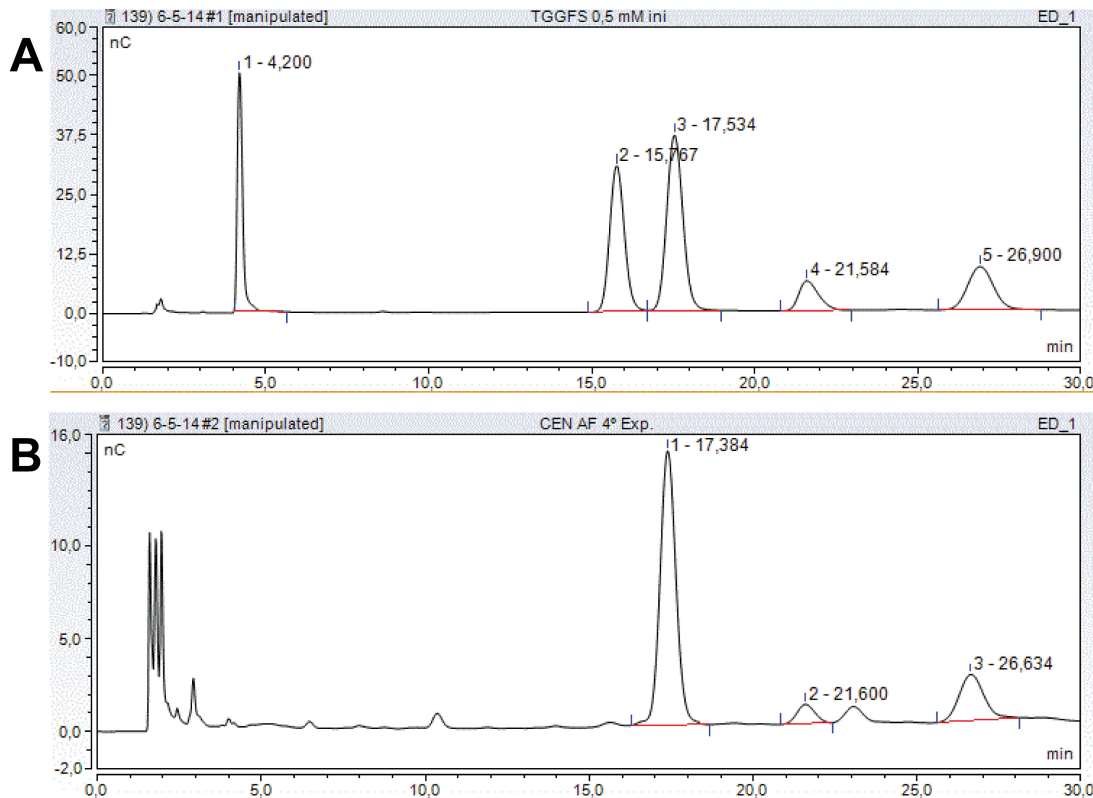 A
139) 6-5-14 #1 [manipulated] TGGFS 0,5 mM ini ED_1
60,0
nC
50,0
37,5
25,0
12,5
0,0
-10,0
1 - 4,200
2 - 15,767
3 - 17,534
4 - 21,584
5 - 26,900
min
0,0 5,0 10,0 15,0 20,0 25,0 30,0
B
139) 6-5-14 #2 [manipulated] CEN AF 4º Exp. ED_1
16,0
nC
10,0
5,0
0,0
-2,0
1 - 17,384
2 - 21,600
3 - 26,634
min
0,0 5,0 10,0 15,0 20,0 25,0 30,0